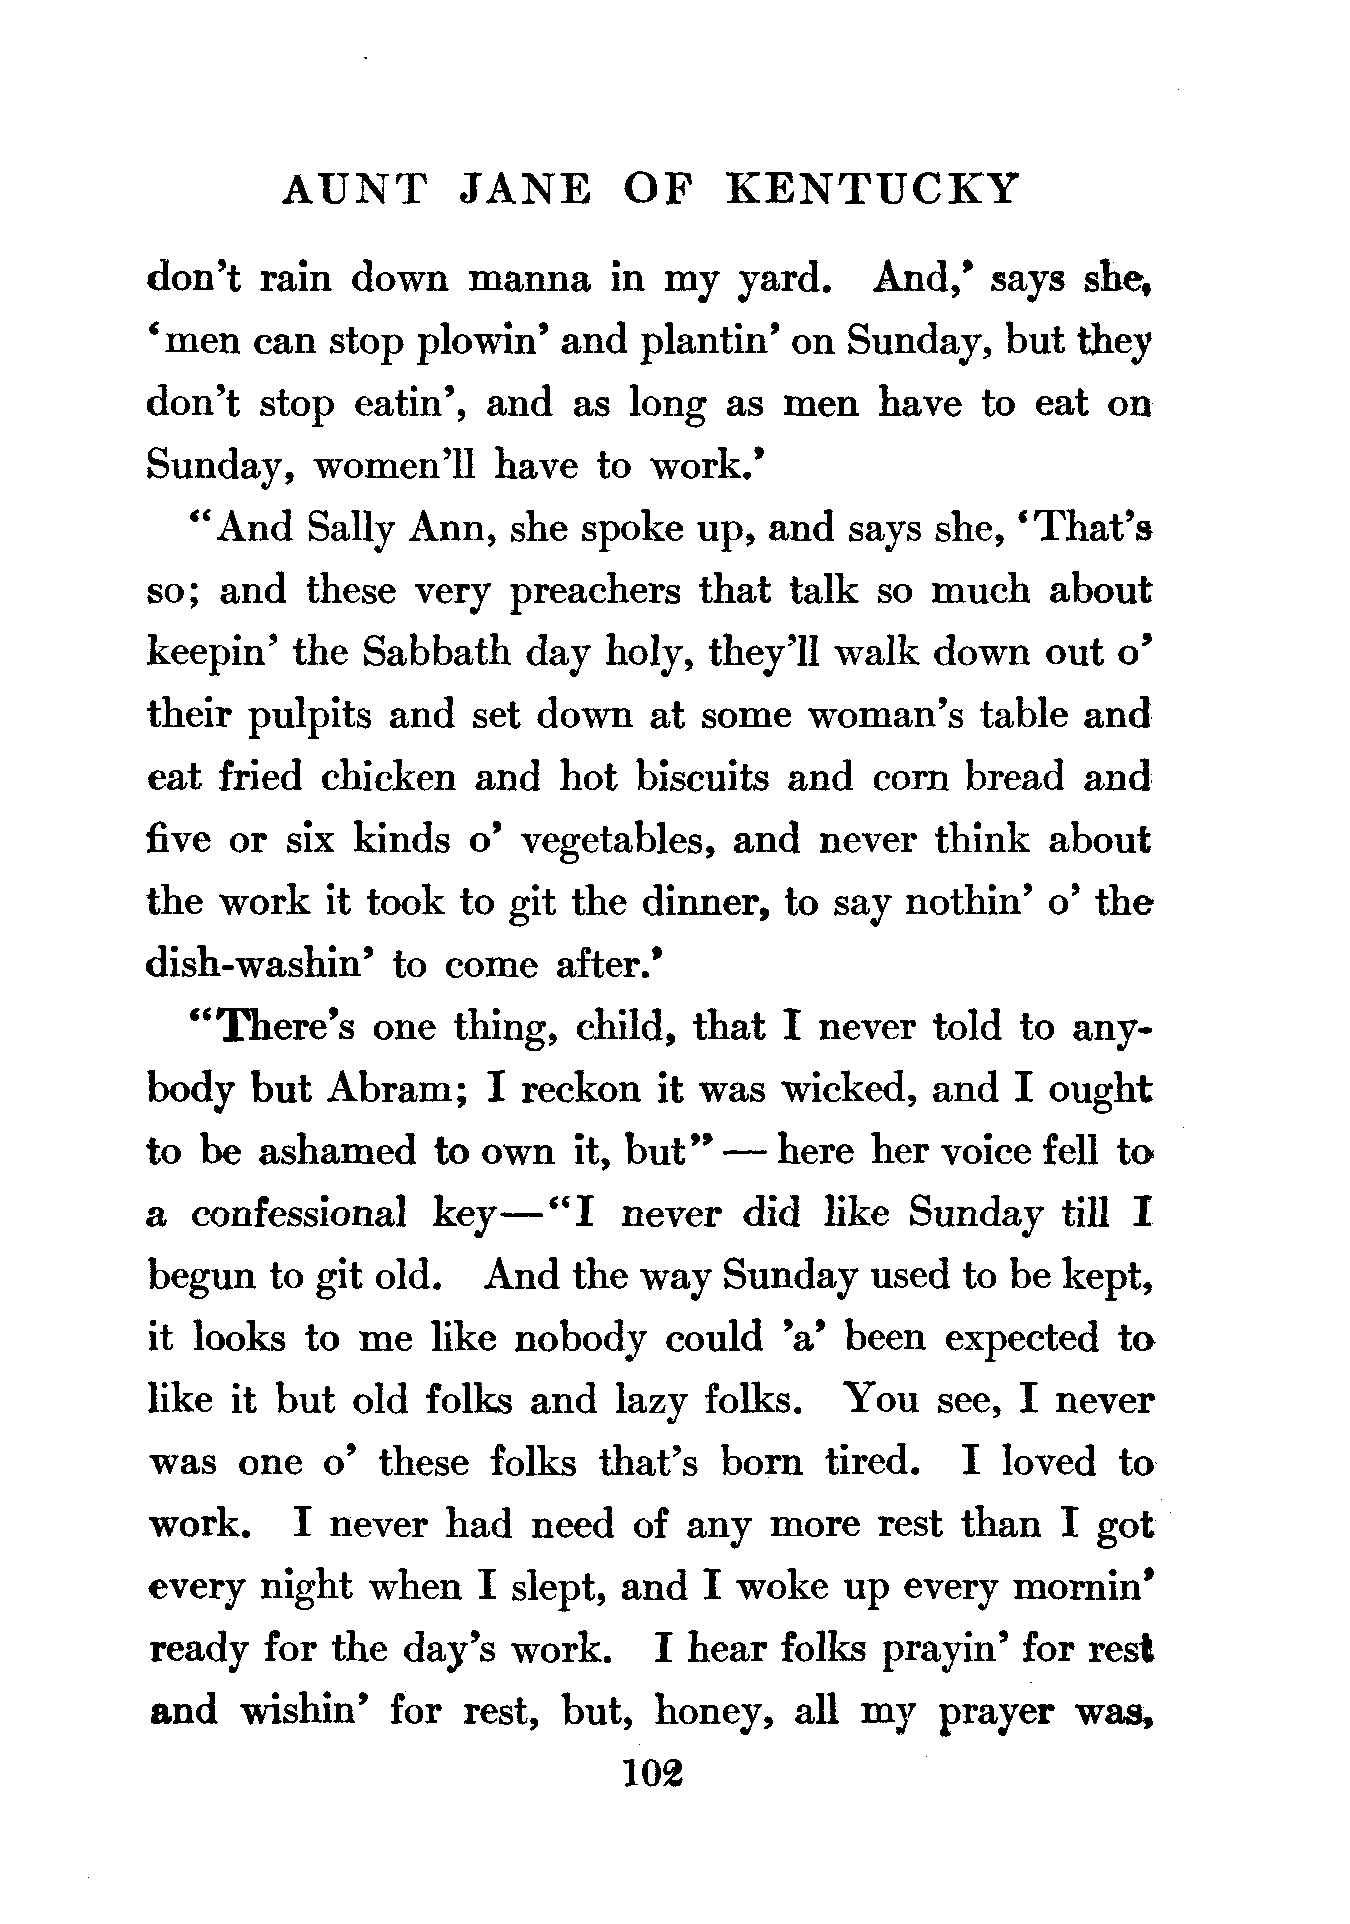 AUNT JANE OF KENTUCKY
don't rain down manna in my yard. And,' says she,
'men can stop plowin' and plantin' on Sunday, but they
don't stop eatin', and as long as men have to eat on
Sunday, women'll have to work.'
"And Sally Ann, she spoke up, and says she, 'That's
so; and these very preachers that talk so much about
keepin' the Sabbath day holy, they'll walk down out o'
their pulpits and set down at some woman's table and
eat fried chicken and hot biscuits and corn bread and
five or six kinds o' vegetables, and never think about
the work it took to git the dinner, to say nothin' o' the
dish-washin' to come after.'
"There's one thing, child, that I never told to any-
body but Abram; I reckon it was wicked, and I ought
to be ashamed to own it, but" — here her voice fell to
a confessional key—"I never did like Sunday till I
begun to git old. And the way Sunday used to be kept,
it looks to me like nobody could 'a' been expected to
like it but old folks and lazy folks. You see, I never
was one o' these folks that's born tired. I loved to
work. I never had need of any more rest than I got
every night when I slept, and I woke up every mornin'
ready for the day's work. I hear folks prayin' for rest
and wishin' for rest, but, honey, all my prayer was,
102